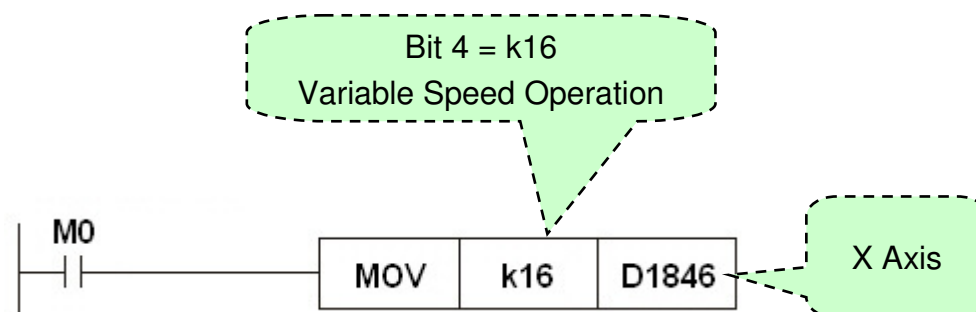 Bit 4 = k16
Variable Speed Operation
M0
MOV k16 D1846
X Axis